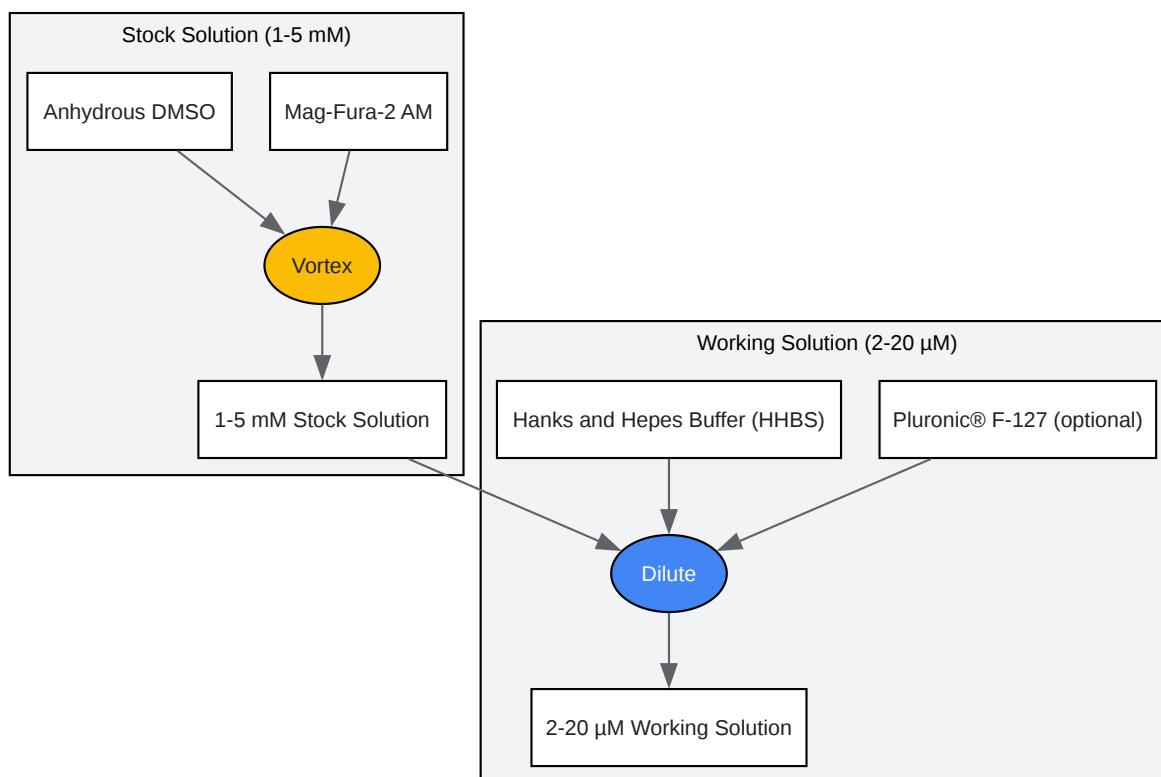 Stock Solution (1-5 mM)
Anhydrous DMSO
Mag-Fura-2 AM
Vortex
1-5 mM Stock Solution
Working Solution (2-20 µM)
Hanks and Hepes Buffer (HHBS)
Pluronic® F-127 (optional)
Dilute
2-20 µM Working Solution